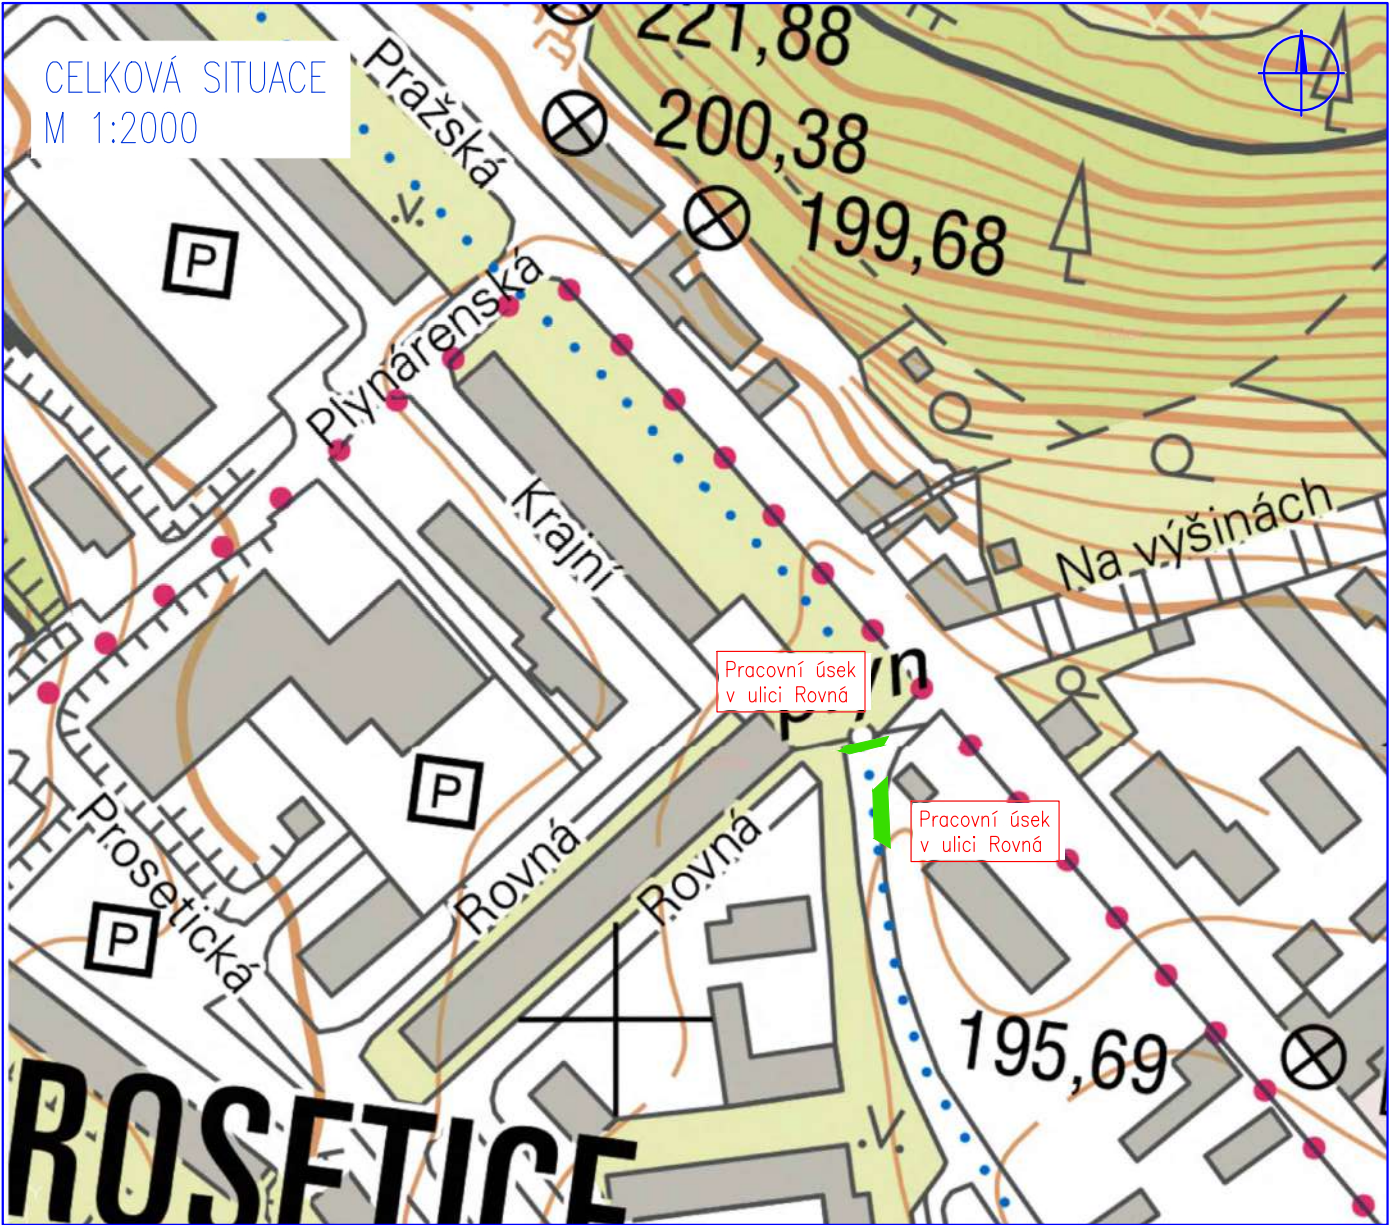 CELKOVÁ SITUACE
M 1:2000
221,88
Pražská
200,38
199,68
P
Plynárenská
Krajní
Na výšinách
Pracovní úsek
v ulici Rovná
plyn
P
Prosetická
Rovná
Rovná
Pracovní úsek
v ulici Rovná
P
195,69
ROSETICE